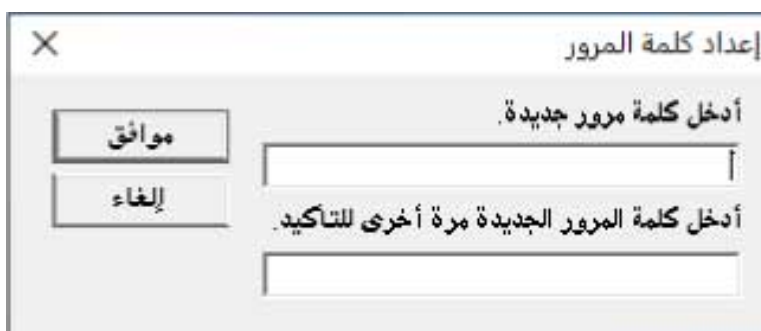 إعداد كلمة المرور
أدخل كلمة مرور جديدة.
موافق
إلغاء
أدخل كلمة المرور الجديدة مرة أخرى للتأكيد.